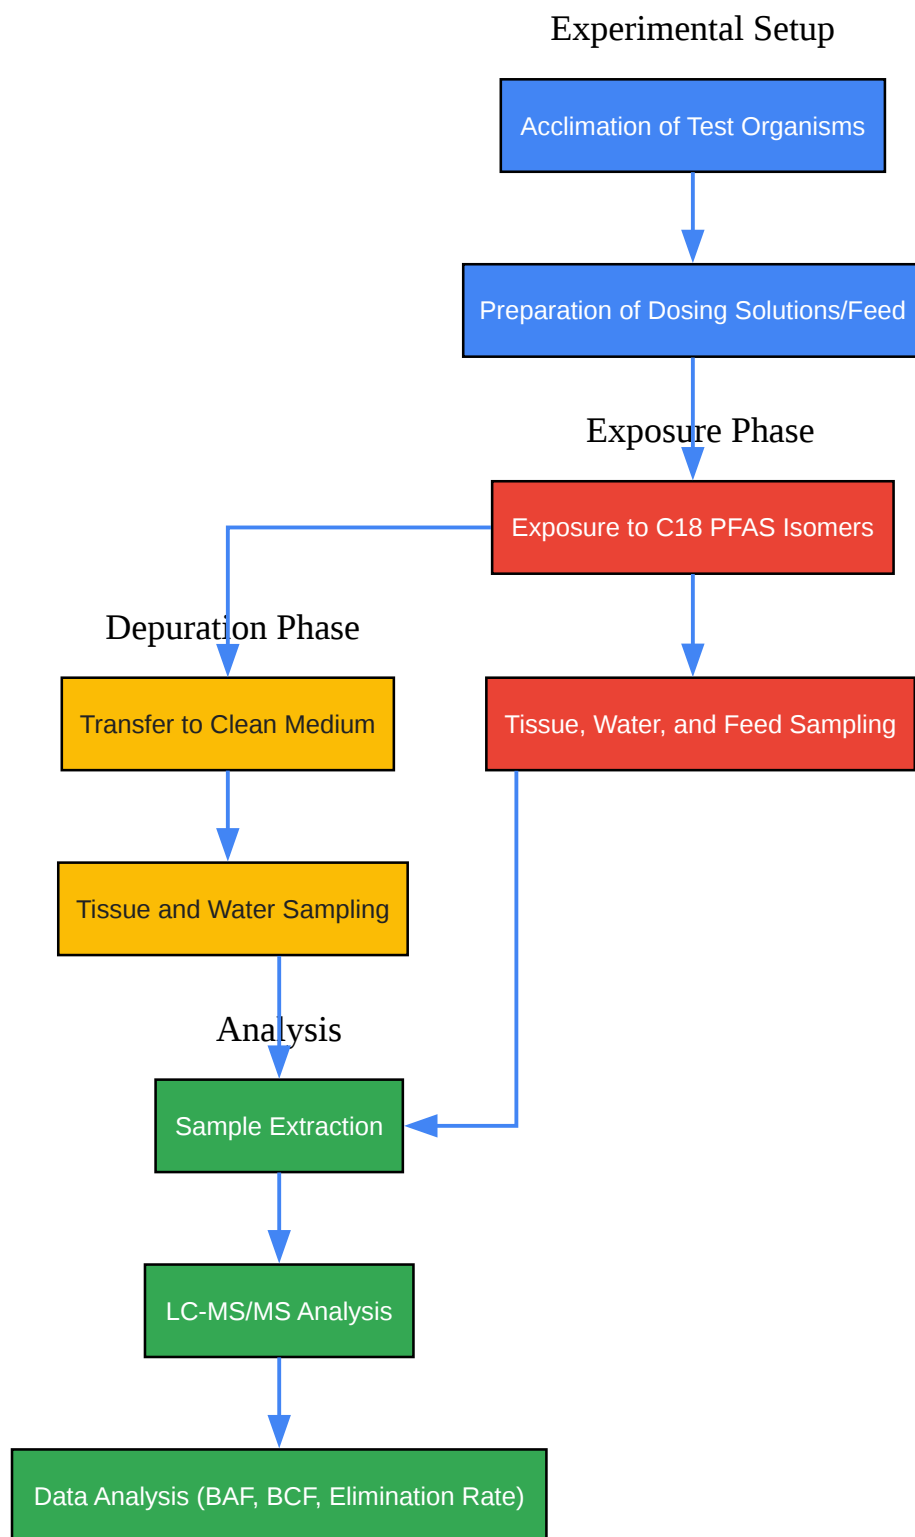 Experimental Setup
Acclimation of Test Organisms
Preparation of Dosing Solutions/Feed
Exposure Phase
Exposure to C18 PFAS Isomers
Depuration Phase
Transfer to Clean Medium
Tissue, Water, and Feed Sampling
Tissue and Water Sampling
Analysis
Sample Extraction
LC-MS/MS Analysis
Data Analysis (BAF, BCF, Elimination Rate)